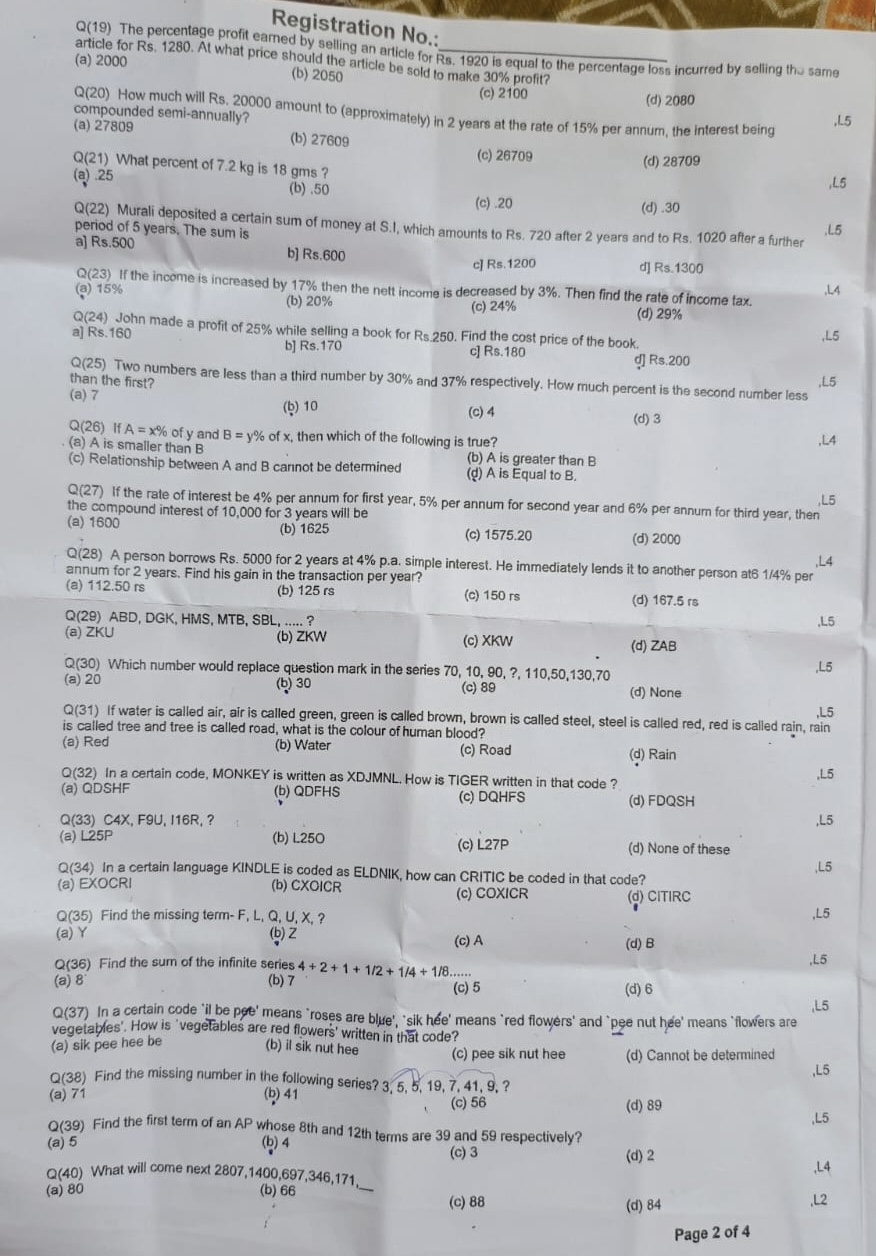 Registration No.:
Q(19) The percentage profit earned by selling an article for Rs. 1920 is equal to the percentage loss incurred by selling the same
article for Rs. 1280. At what price should the article be sold to make 30% profit?
(a) 2000 (b) 2050 (c) 2100 (d) 2080
,L5
Q(20) How much will Rs. 20000 amount to (approximately) in 2 years at the rate of 15% per annum, the interest being
compounded semi-annually?
(a) 27809 (b) 27609 (c) 26709 (d) 28709
,L5
Q(21) What percent of 7.2 kg is 18 gms ?
(a) .25 (b) .50 (c) .20 (d) .30
,L5
Q(22) Murali deposited a certain sum of money at S.I, which amounts to Rs. 720 after 2 years and to Rs. 1020 after a further
period of 5 years. The sum is
a] Rs.500 b] Rs.600 c] Rs.1200 d] Rs.1300
,L4
Q(23) If the income is increased by 17% then the nett income is decreased by 3%. Then find the rate of income tax.
(a) 15% (b) 20% (c) 24% (d) 29%
,L5
Q(24) John made a profit of 25% while selling a book for Rs.250. Find the cost price of the book.
a] Rs.160 b] Rs.170 c] Rs.180 d] Rs.200
,L5
Q(25) Two numbers are less than a third number by 30% and 37% respectively. How much percent is the second number less
than the first?
(a) 7 (b) 10 (c) 4 (d) 3
,L4
Q(26) If A = x% of y and B = y% of x, then which of the following is true?
(a) A is smaller than B (b) A is greater than B
(c) Relationship between A and B cannot be determined (d) A is Equal to B.
,L5
Q(27) If the rate of interest be 4% per annum for first year, 5% per annum for second year and 6% per annum for third year, then
the compound interest of 10,000 for 3 years will be
(a) 1600 (b) 1625 (c) 1575.20 (d) 2000
,L4
Q(28) A person borrows Rs. 5000 for 2 years at 4% p.a. simple interest. He immediately lends it to another person at6 1/4% per
annum for 2 years. Find his gain in the transaction per year?
(a) 112.50 rs (b) 125 rs (c) 150 rs (d) 167.5 rs
,L5
Q(29) ABD, DGK, HMS, MTB, SBL, ..... ?
(a) ZKU (b) ZKW (c) XKW (d) ZAB
,L5
Q(30) Which number would replace question mark in the series 70, 10, 90, ?, 110,50,130,70
(a) 20 (b) 30 (c) 89 (d) None
,L5
Q(31) If water is called air, air is called green, green is called brown, brown is called steel, steel is called red, red is called rain, rain
is called tree and tree is called road, what is the colour of human blood?
(a) Red (b) Water (c) Road (d) Rain
,L5
Q(32) In a certain code, MONKEY is written as XDJMNL. How is TIGER written in that code ?
(a) QDSHF (b) QDFHS (c) DQHFS (d) FDQSH
,L5
Q(33) C4X, F9U, I16R, ?
(a) L25P (b) L25O (c) L27P (d) None of these
,L5
Q(34) In a certain language KINDLE is coded as ELDNIK, how can CRITIC be coded in that code?
(a) EXOCRI (b) CXOICR (c) COXICR (d) CITIRC
,L5
Q(35) Find the missing term- F, L, Q, U, X, ?
(a) Y (b) Z (c) A (d) B
,L5
Q(36) Find the sum of the infinite series 4 + 2 + 1 + 1/2 + 1/4 + 1/8......
(a) 8 (b) 7 (c) 5 (d) 6
,L5
Q(37) In a certain code `il be pee' means `roses are blue', `sik hee' means `red flowers' and `pee nut hee' means `flowers are
vegetables'. How is `vegetables are red flowers' written in that code?
(a) sik pee hee be (b) il sik nut hee (c) pee sik nut hee (d) Cannot be determined
,L5
Q(38) Find the missing number in the following series? 3, 5, 5, 19, 7, 41, 9, ?
(a) 71 (b) 41 (c) 56 (d) 89
,L5
Q(39) Find the first term of an AP whose 8th and 12th terms are 39 and 59 respectively?
(a) 5 (b) 4 (c) 3 (d) 2
,L4
Q(40) What will come next 2807,1400,697,346,171,__
(a) 80 (b) 66 (c) 88 (d) 84
,L2
Page 2 of 4